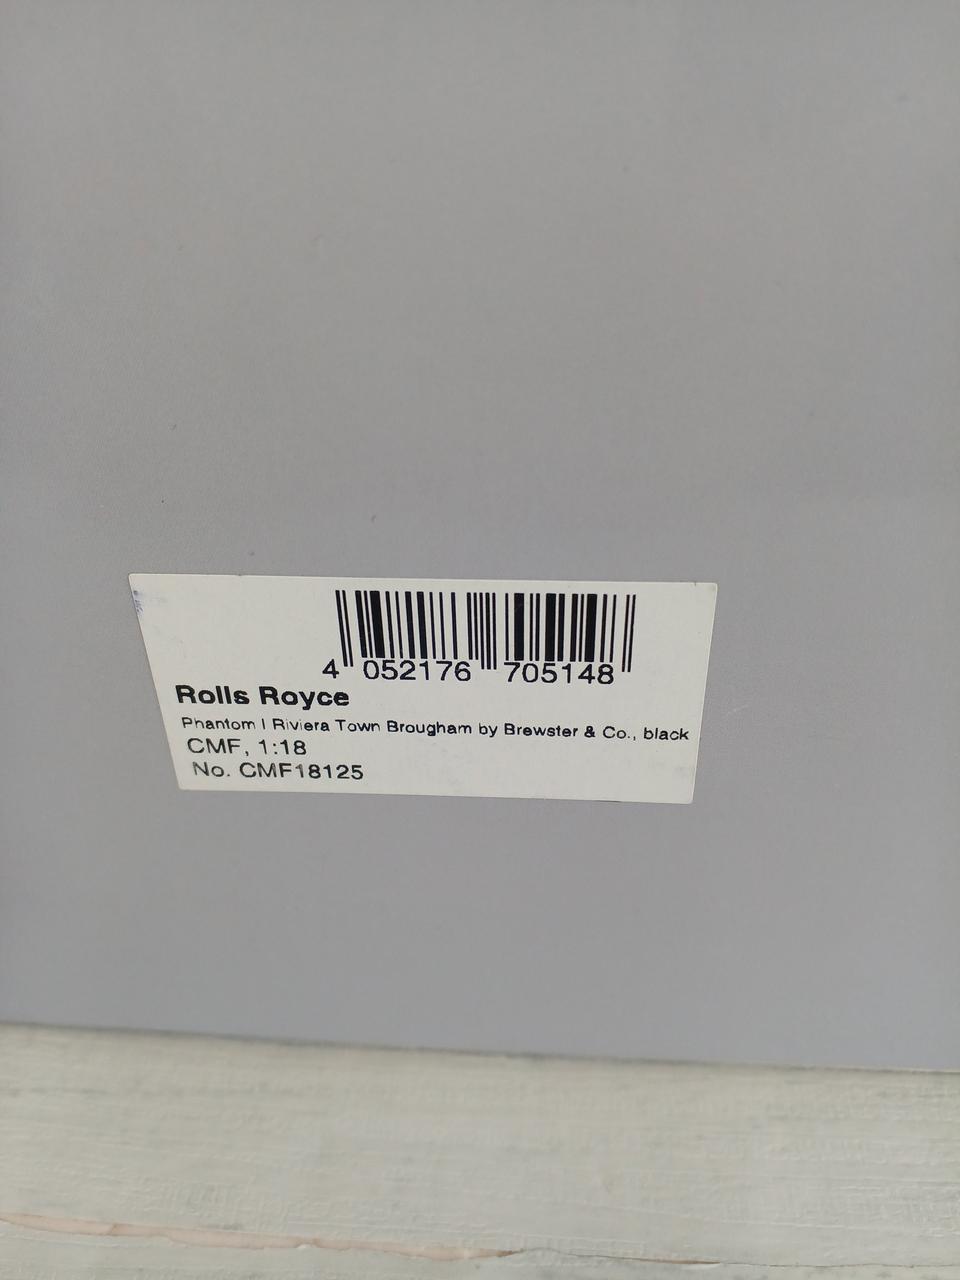 4 052176 705148
Rolls Royce
Phantom I Riviera Town Brougham by Brewster & Co., black
CMF, 1:18
No. CMF18125